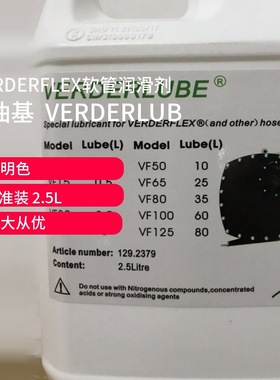 ERDERFLEX软管润滑剂
油基 VERDERLUB
UBE®
Special lubricant for VERDERFLEX®(and other) hose
Model Lube(L) Model Lube(L)
VF50 10
明色
VF65 25
准装 2.5L
VF80 35
大从优
VF100 60
VF125 80
Article number: 129.2379
Content: 2.5Litre
Do not use with Nitrogenous compounds,concentrated
acids or strong oxidising agents